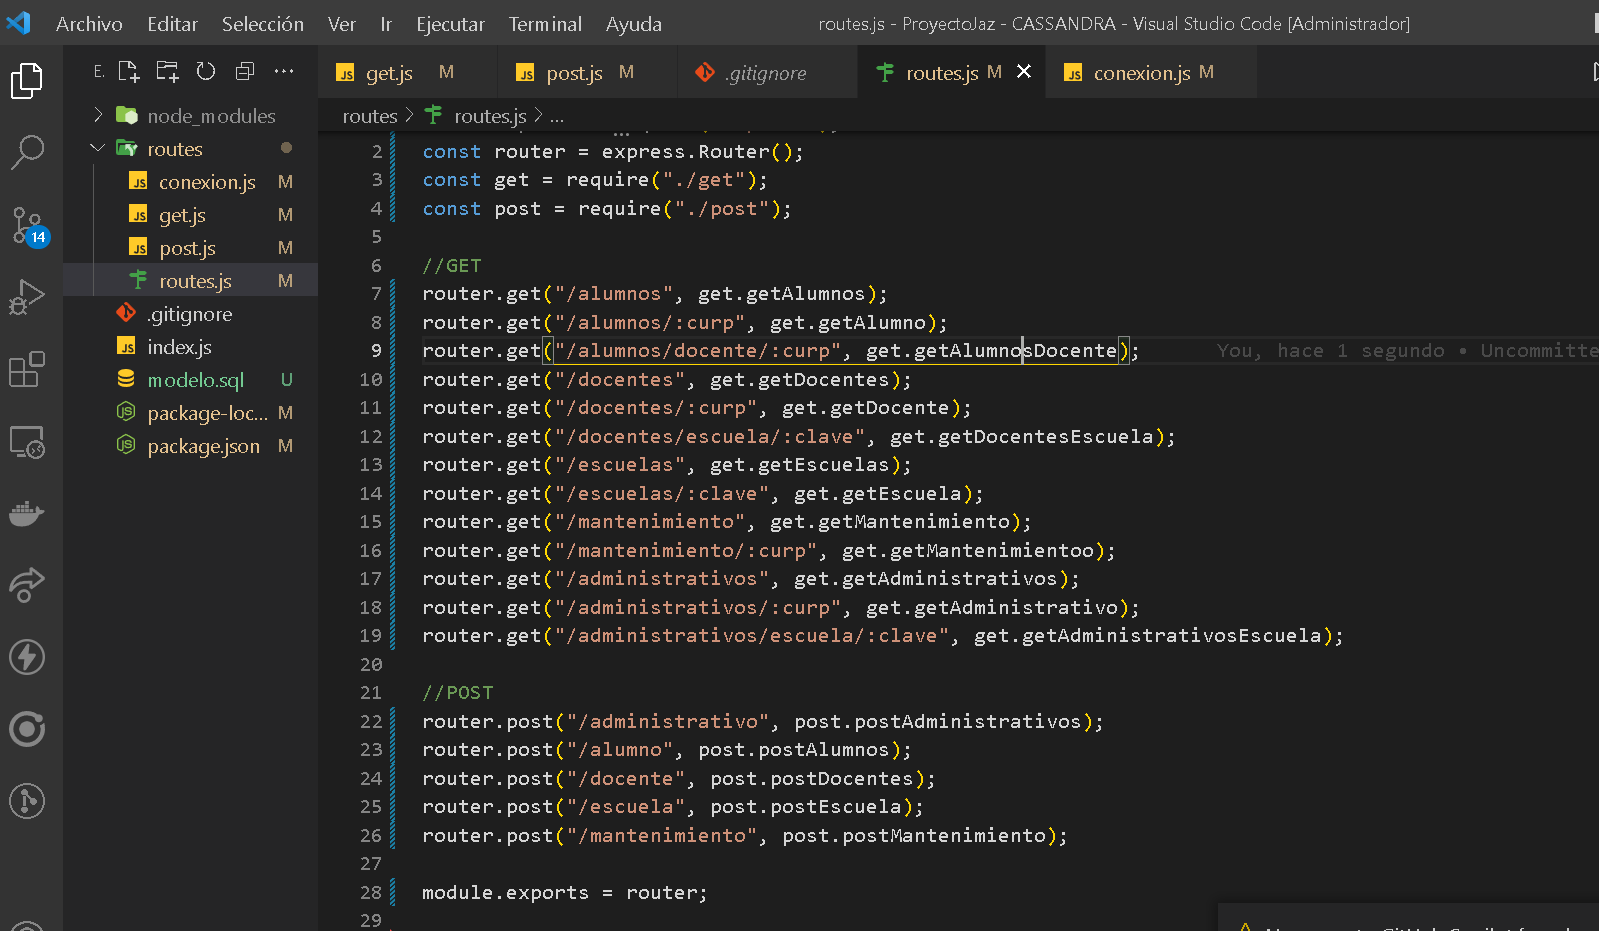 Archivo Editar Selección Ver Ir Ejecutar Terminal Ayuda routes.js - ProyectoJaz - CASSANDRA - Visual Studio Code [Administrador]
E. ...
get.js M post.js M .gitignore routes.js M conexion.js M
routes > routes.js > ...
node_modules
routes
conexion.js M
get.js M
post.js M
routes.js M
.gitignore
index.js
modelo.sql U
package-loc... M
package.json M
14
2 const router = express.Router();
3 const get = require("./get");
4 const post = require("./post");
5
6 //GET
7 router.get("/alumnos", get.getAlumnos);
8 router.get("/alumnos/:curp", get.getAlumno);
9 router.get("/alumnos/docente/:curp", get.getAlumnosDocente); You, hace 1 segundo • Uncommitte
10 router.get("/docentes", get.getDocentes);
11 router.get("/docentes/:curp", get.getDocente);
12 router.get("/docentes/escuela/:clave", get.getDocentesEscuela);
13 router.get("/escuelas", get.getEscuelas);
14 router.get("/escuelas/:clave", get.getEscuela);
15 router.get("/mantenimiento", get.getMantenimiento);
16 router.get("/mantenimiento/:curp", get.getMantenimientoo);
17 router.get("/administrativos", get.getAdministrativos);
18 router.get("/administrativos/:curp", get.getAdministrativo);
19 router.get("/administrativos/escuela/:clave", get.getAdministrativosEscuela);
20
21 //POST
22 router.post("/administrativo", post.postAdministrativos);
23 router.post("/alumno", post.postAlumnos);
24 router.post("/docente", post.postDocentes);
25 router.post("/escuela", post.postEscuela);
26 router.post("/mantenimiento", post.postMantenimiento);
27
28 module.exports = router;
29